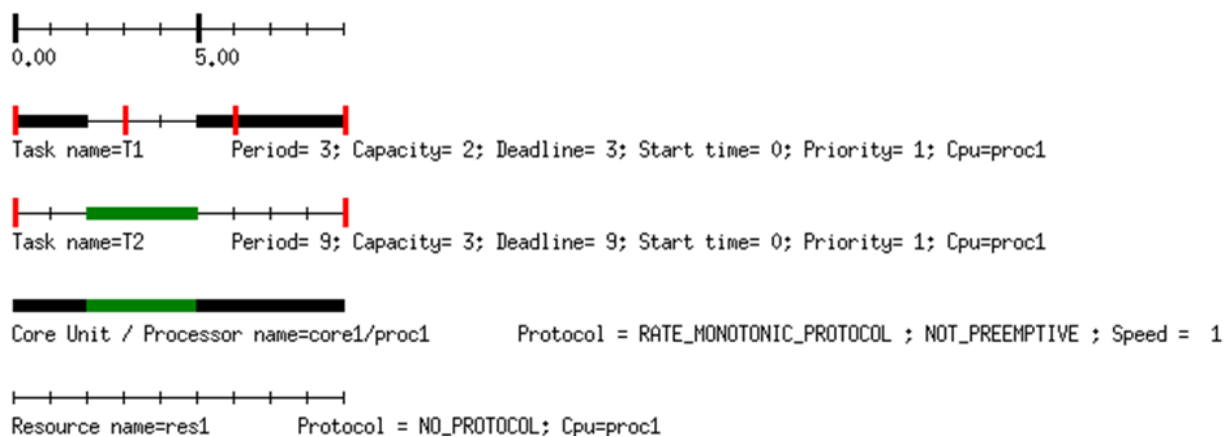 0.00 5.00
Task name=T1 Period= 3; Capacity= 2; Deadline= 3; Start time= 0; Priority= 1; Cpu=proc1
Task name=T2 Period= 9; Capacity= 3; Deadline= 9; Start time= 0; Priority= 1; Cpu=proc1
Core Unit / Processor name=core1/proc1 Protocol = RATE_MONOTONIC_PROTOCOL ; NOT_PREEMPTIVE ; Speed = 1
Resource name=res1 Protocol = NO_PROTOCOL; Cpu=proc1